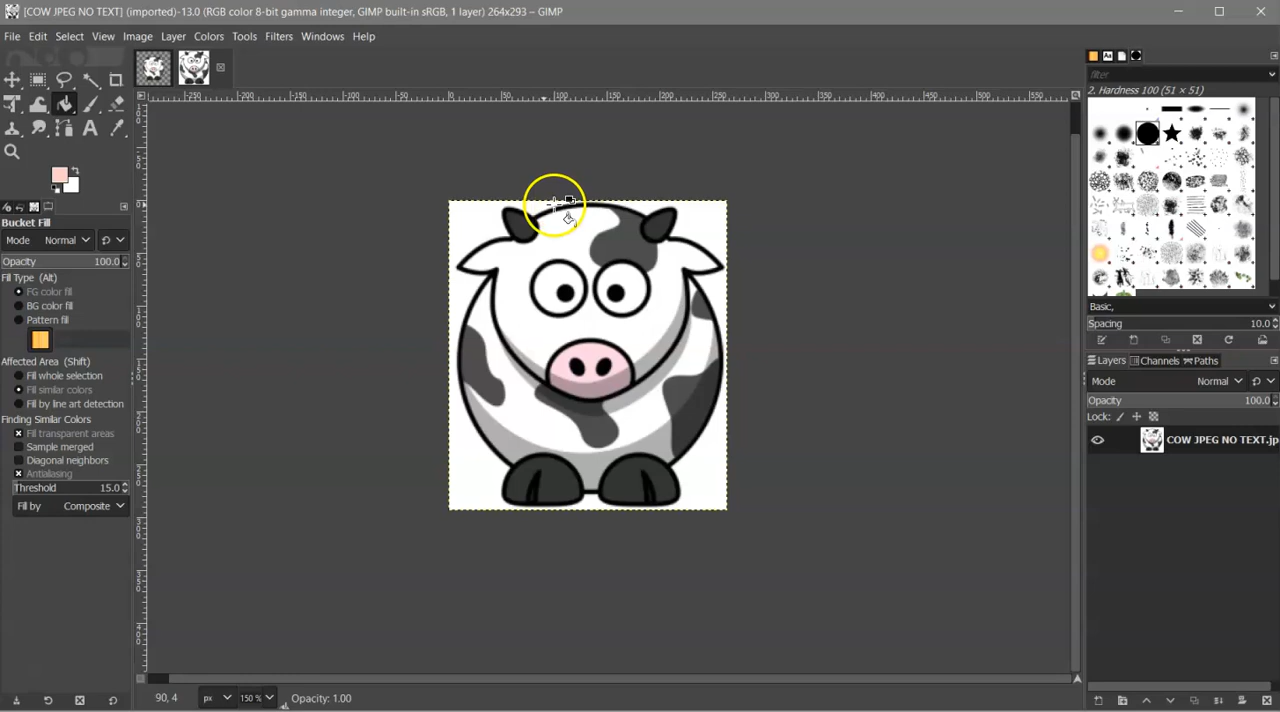 [COW JPEG NO TEXT] (imported)-13.0 (RGB color 8-bit gamma integer, GIMP built-in sRGB, 1 layer) 264x293 – GIMP
File Edit Select View Image Layer Colors Tools Filters Windows Help
filter
2. Hardness 100 (51 × 51)
Bucket Fill
Mode Normal
Opacity 100.0
Fill Type (Alt)
FG color fill
BG color fill
Pattern fill
Affected Area (Shift)
Fill whole selection
Fill similar colors
Fill by line art detection
Finding Similar Colors
Fill transparent areas
Sample merged
Diagonal neighbors
Antialiasing
Threshold 15.0
Fill by Composite
Basic,
Spacing 10.0
Layers Channels Paths
Mode Normal
Opacity 100.0
Lock:
COW JPEG NO TEXT.jp
90, 4 px 150 % Opacity: 1.00